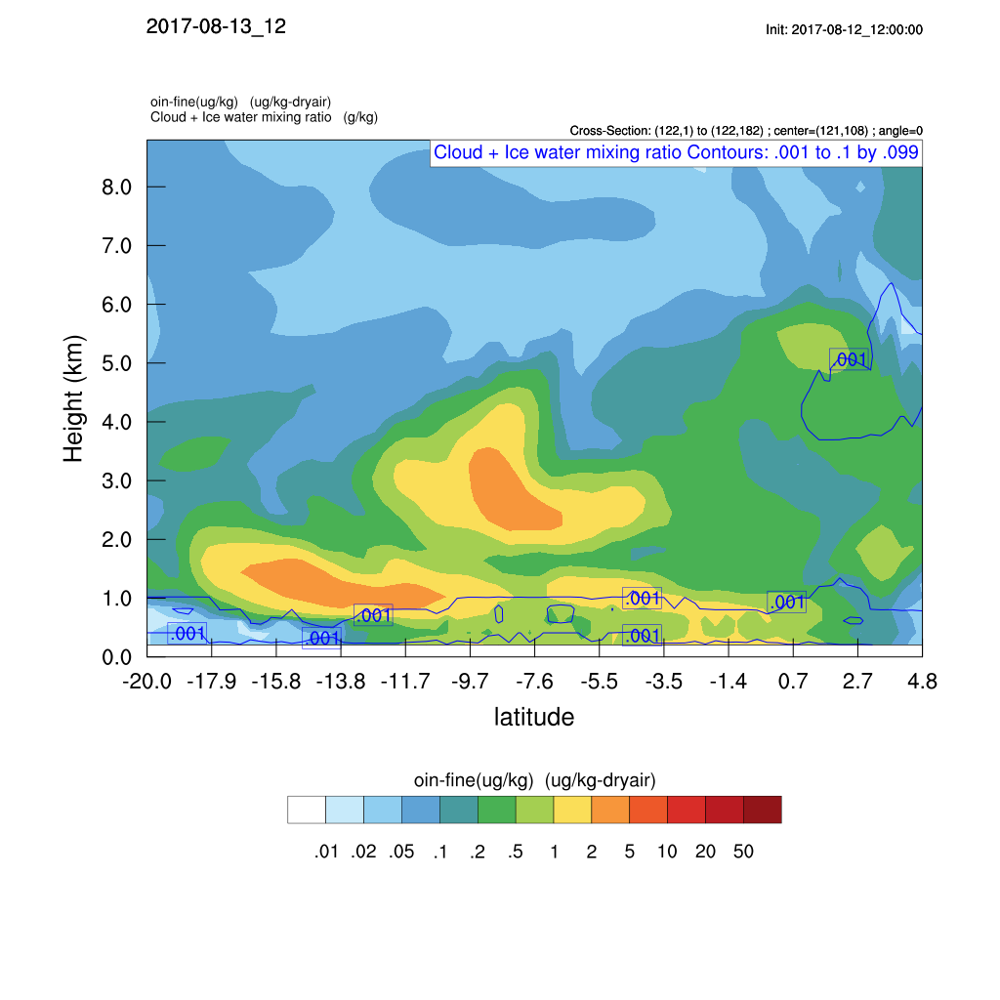 2017-08-13_12
Init: 2017-08-12_12:00:00
oin-fine(ug/kg) (ug/kg-dryair)
Cloud + Ice water mixing ratio (g/kg)
Cross-Section: (122,1) to (122,182) ; center=(121,108) ; angle=0
Cloud + Ice water mixing ratio Contours: .001 to .1 by .099
8.0
7.0
6.0
5.0
4.0
3.0
2.0
1.0
0.0
Height (km)
.001
.001
.001
.001
.001
.001
.001
-20.0 -17.9 -15.8 -13.8 -11.7 -9.7 -7.6 -5.5 -3.5 -1.4 0.7 2.7 4.8
latitude
oin-fine(ug/kg) (ug/kg-dryair)
.01 .02 .05 .1 .2 .5 1 2 5 10 20 50